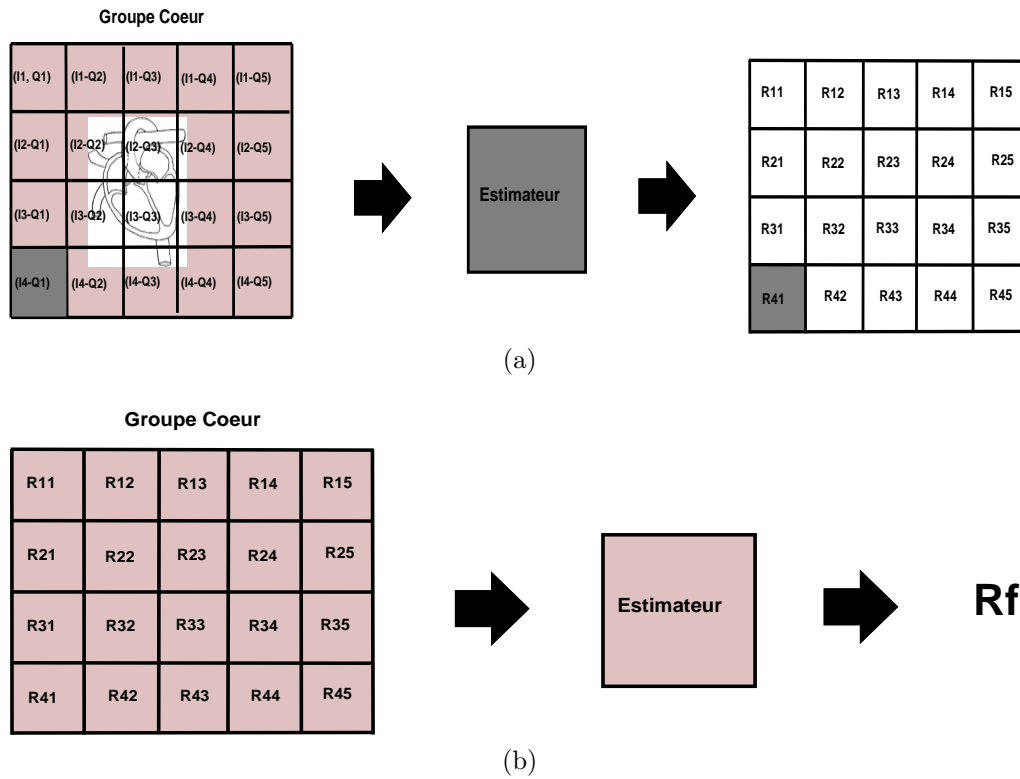 Groupe Coeur
(I1, Q1) (I1-Q2) (I1-Q3) (I1-Q4) (I1-Q5)
(I2-Q1) (I2-Q2) (I2-Q3) (I2-Q4) (I2-Q5)
(I3-Q1) (I3-Q2) (I3-Q3) (I3-Q4) (I3-Q5)
(I4-Q1) (I4-Q2) (I4-Q3) (I4-Q4) (I4-Q5)
Estimateur
R11 R12 R13 R14 R15
R21 R22 R23 R24 R25
R31 R32 R33 R34 R35
R41 R42 R43 R44 R45
(a)
Groupe Coeur
R11 R12 R13 R14 R15
R21 R22 R23 R24 R25
R31 R32 R33 R34 R35
R41 R42 R43 R44 R45
Estimateur
Rf
(b)